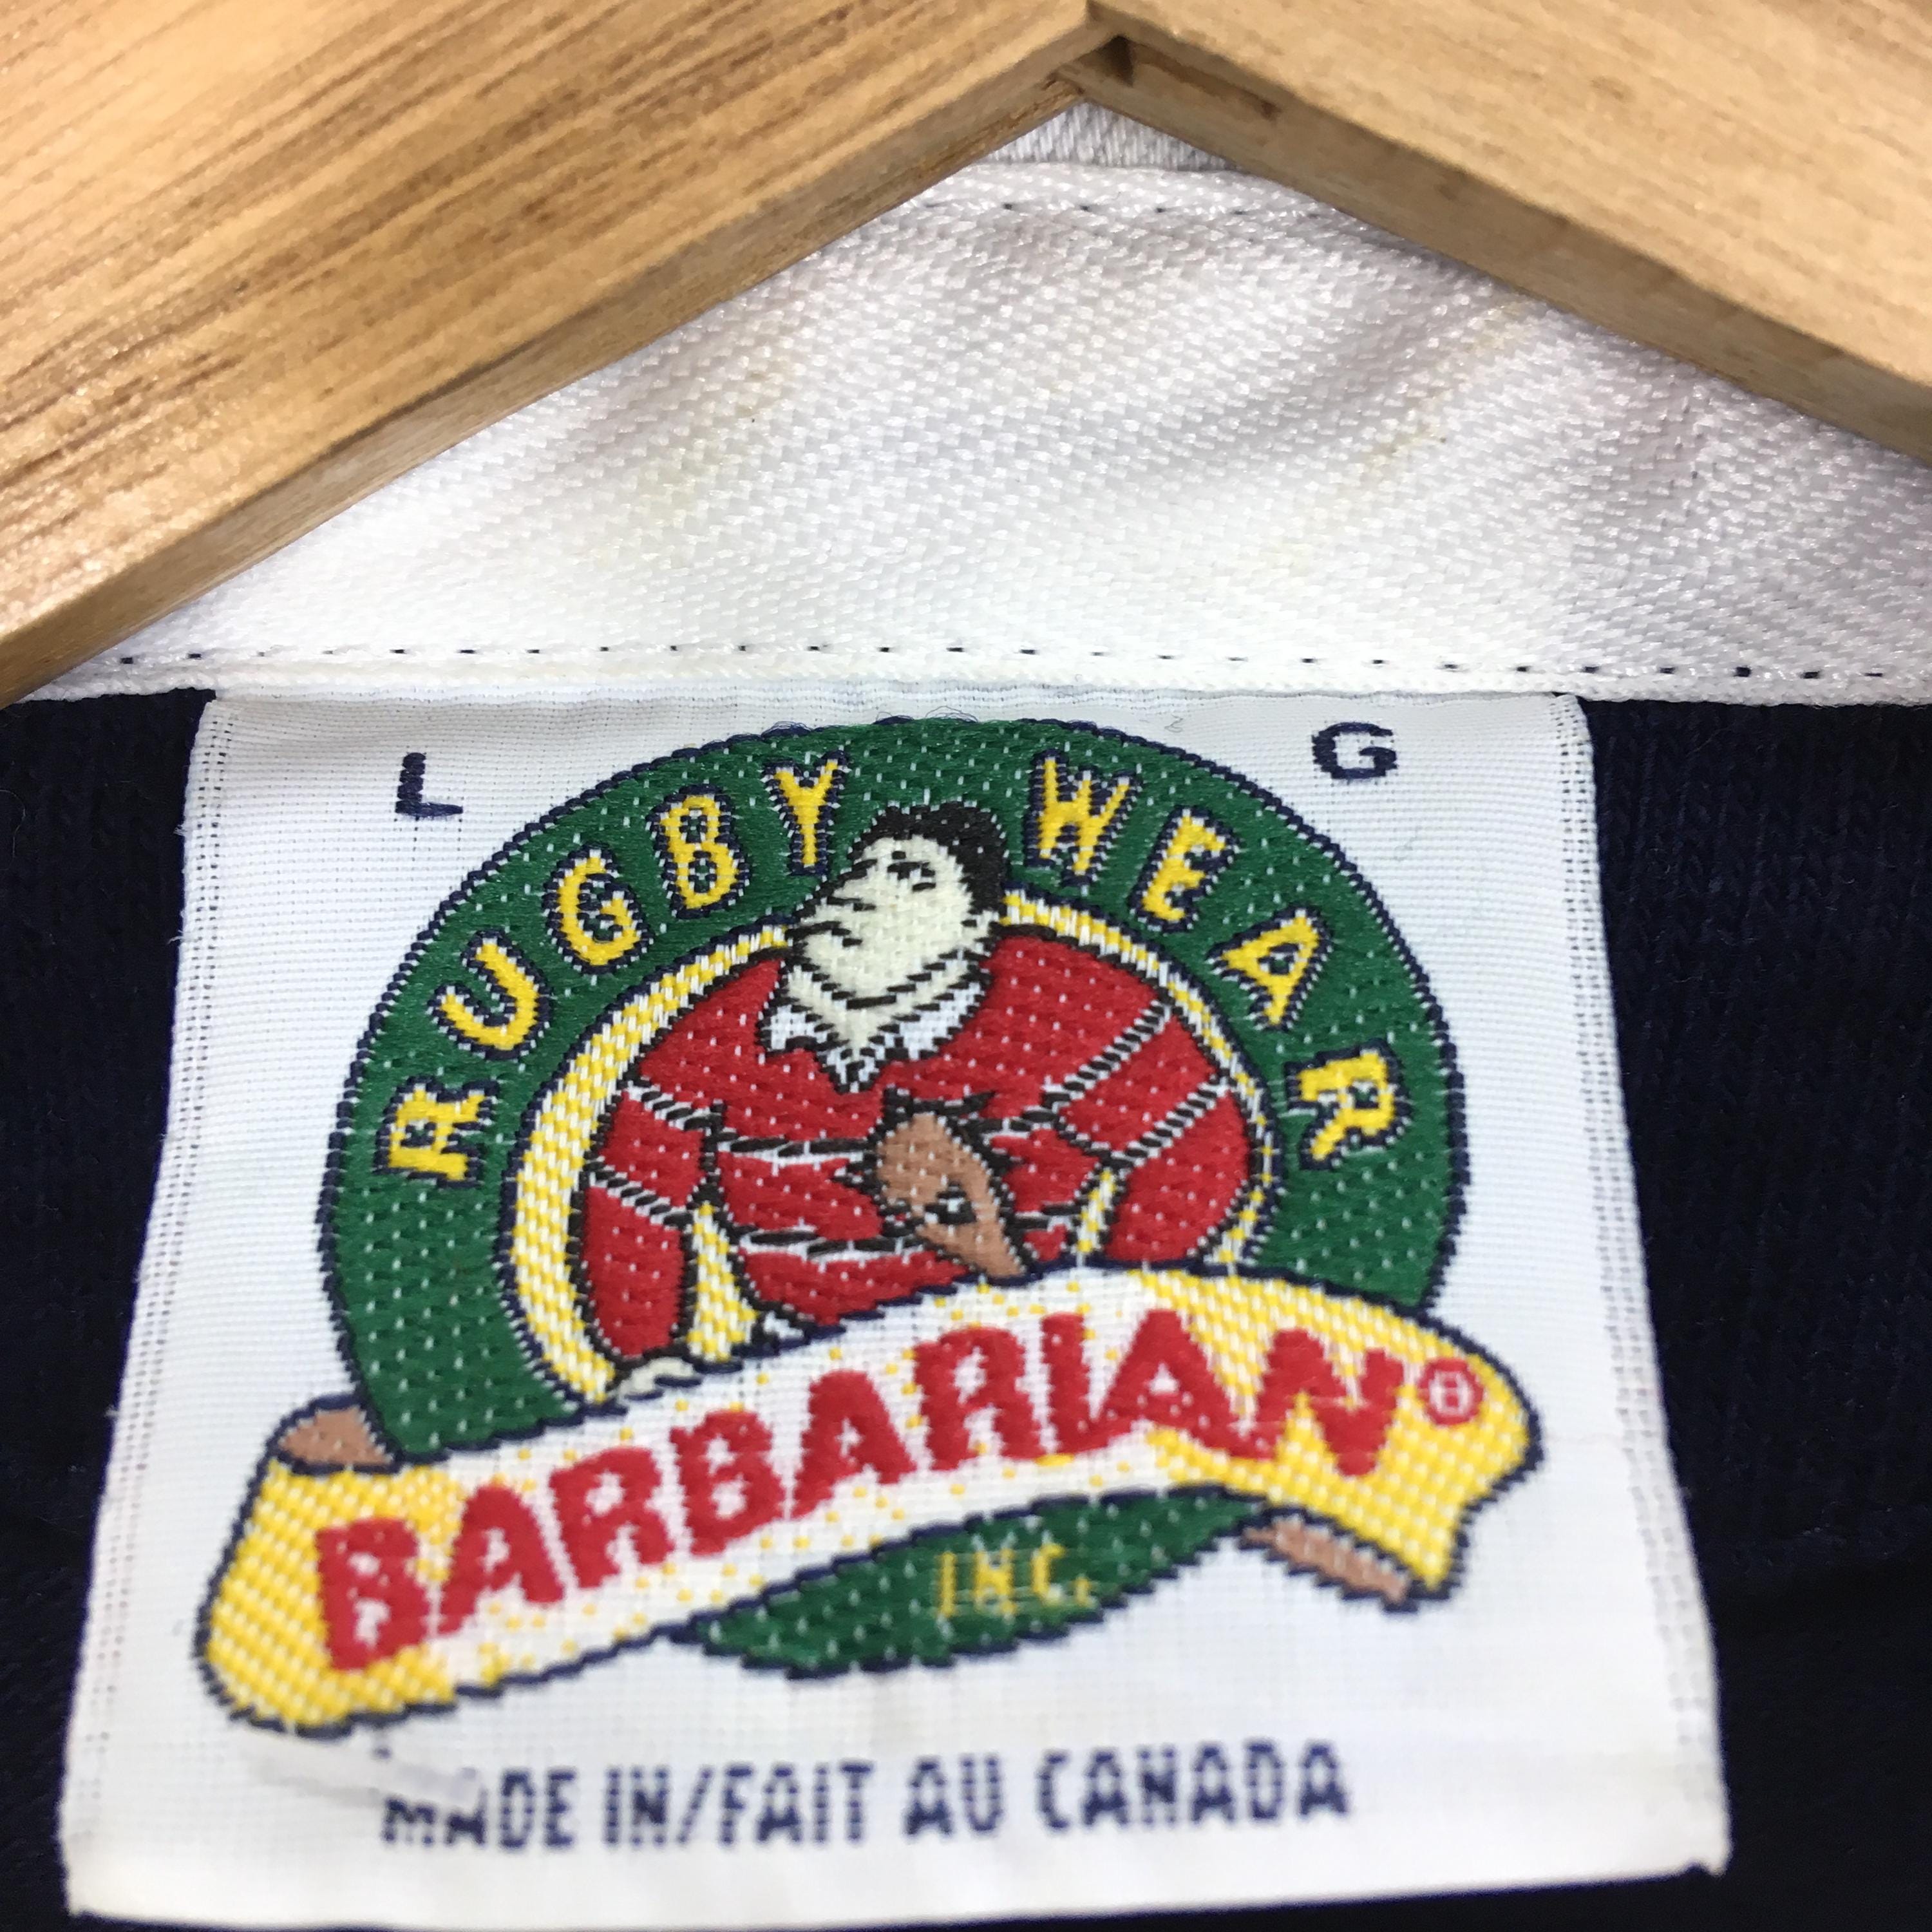 L G
RUGBY WEAR
BARBARIAN®
INC.
MADE IN/FAIT AU CANADA